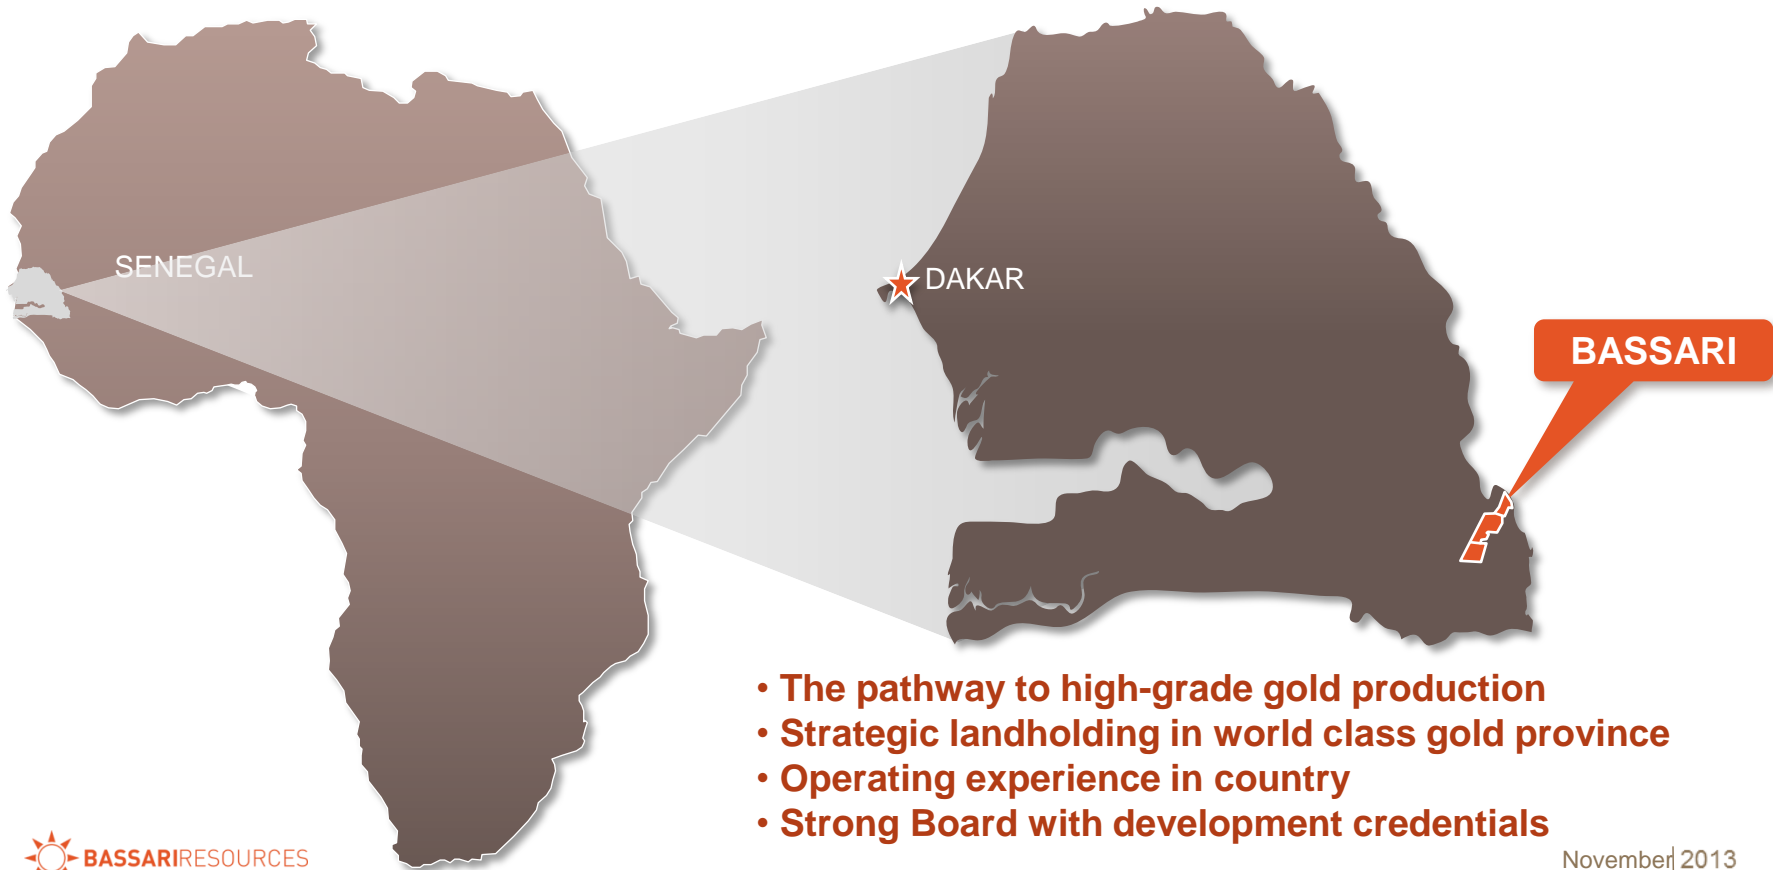 SENEGAL
DAKAR
BASSARI
• The pathway to high-grade gold production
• Strategic landholding in world class gold province
• Operating experience in country
• Strong Board with development credentials
BASSARIRESOURCES
November 2013